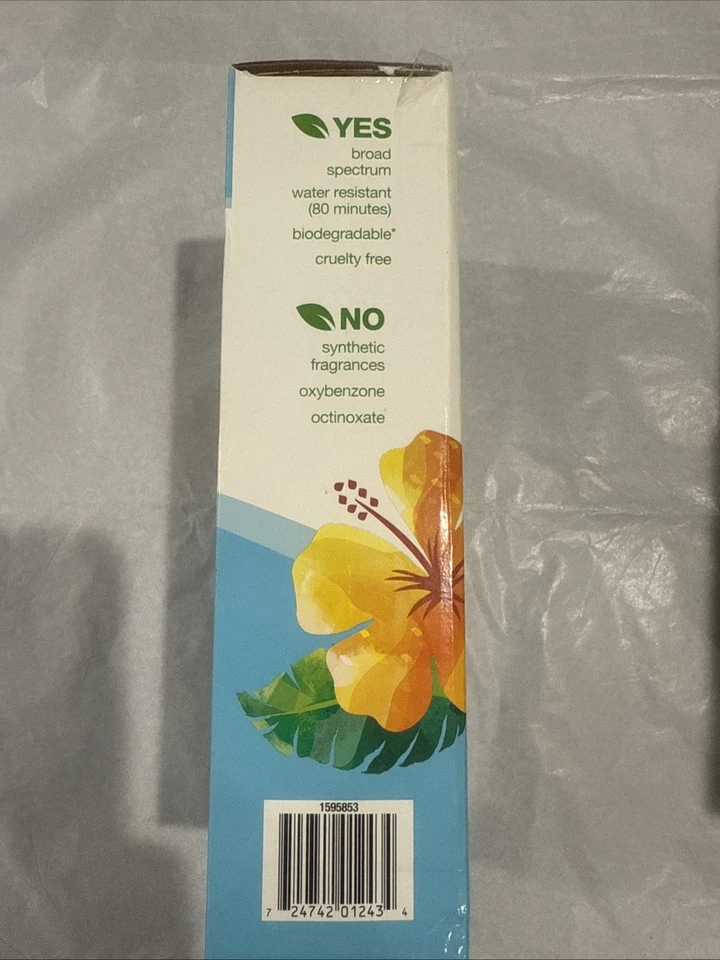 YES
broad
spectrum
water resistant
(80 minutes)
biodegradable*
cruelty free
NO
synthetic
fragrances
oxybenzone
octinoxate
1595853
7 24742 01243 4